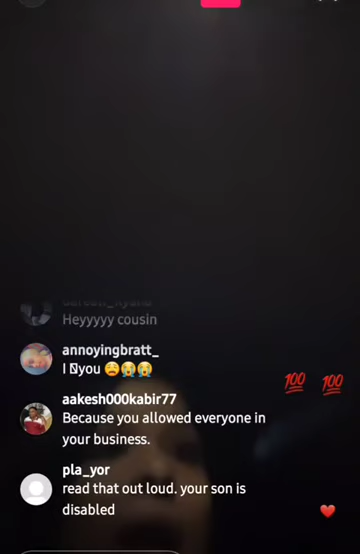 Heyyyyy cousin
annoyingbratt_
I you 😩😭😭
aakesh000kabir77
Because you allowed everyone in
your business.
pla_yor
read that out loud. your son is
disabled
💯 💯